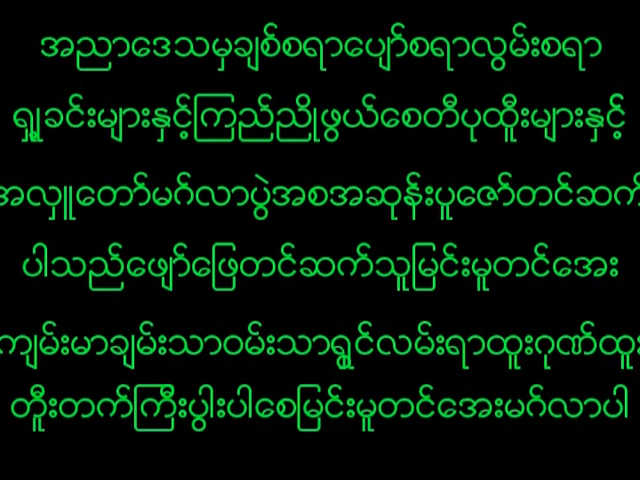 အညာဒေသမှချစ်စရာပျော်စရာလွမ်းစရာ
ရှုခင်းများနှင့်ကြည်ညိုဖွယ်စေတီပုထိုးများနှင့်
အလှူတော်မင်္ဂလာပွဲအစအဆုန်းပူဇော်တင်ဆက်
ပါသည်ဖျော်ဖြေတင်ဆက်သူမြင်းမူတင်အေး
ကျမ်းမာချမ်းသာဝမ်းသာရွှင်လမ်းရာထူးဂုဏ်ထူး
တိုးတက်ကြီးပွါးပါစေမြင်းမူတင်အေးမင်္ဂလာပါ